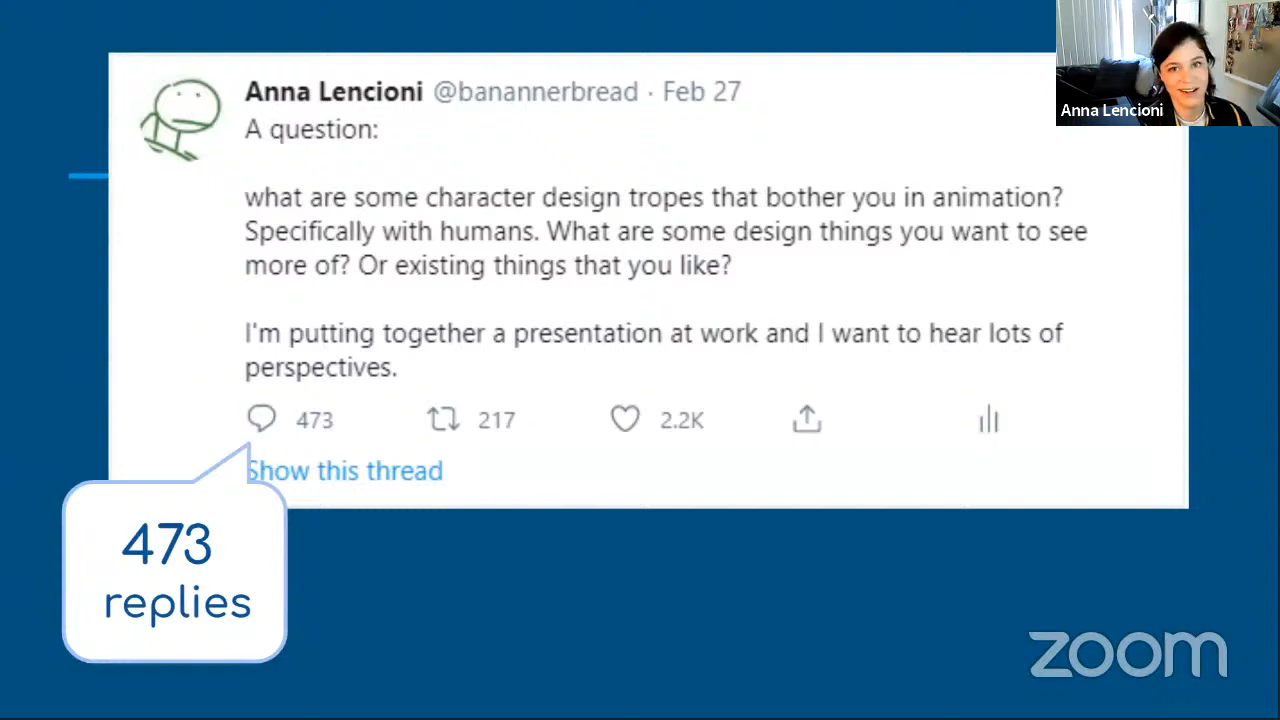 Anna Lencioni @banannerbread · Feb 27
A question:
what are some character design tropes that bother you in animation?
Specifically with humans. What are some design things you want to see
more of? Or existing things that you like?
I'm putting together a presentation at work and I want to hear lots of
perspectives.
473 217 2.2K
Show this thread
473
replies
Anna Lencioni
zoom